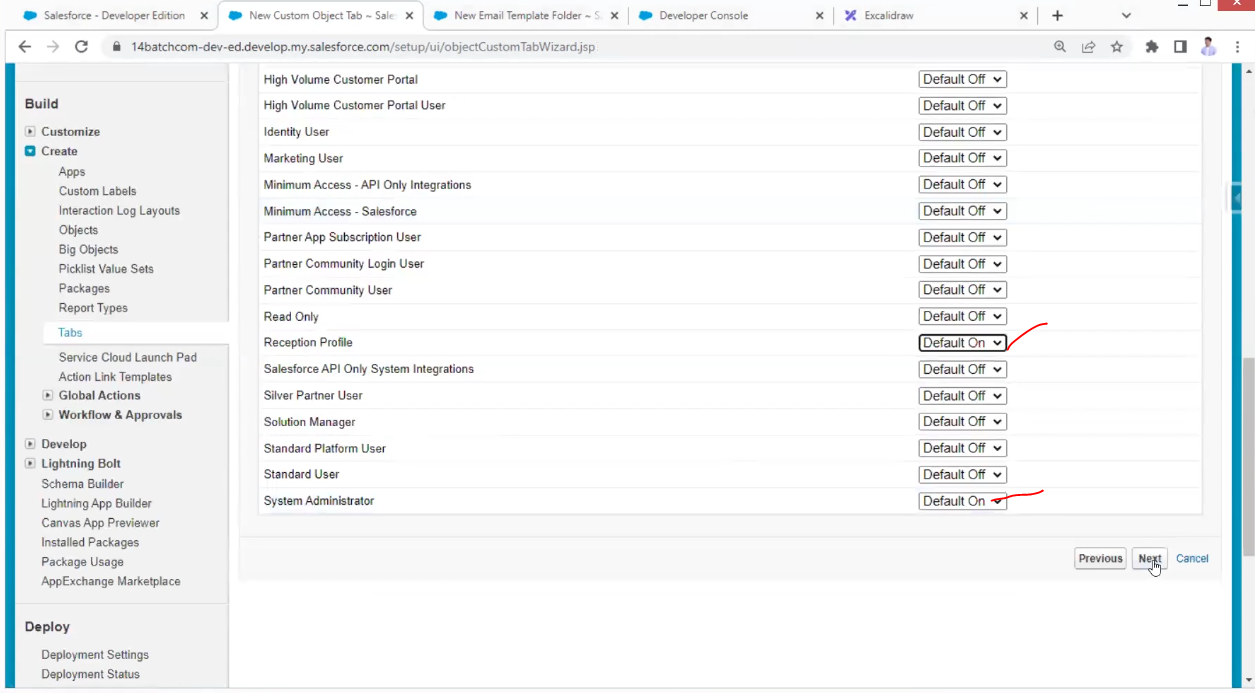 Salesforce - Developer Edition
New Custom Object Tab ~ Sale
New Email Template Folder ~ S
Developer Console
Excalidraw
14batchcom-dev-ed.develop.my.salesforce.com/setup/ui/objectCustomTabWizard.jsp
Build
Customize
Create
Apps
Custom Labels
Interaction Log Layouts
Objects
Big Objects
Picklist Value Sets
Packages
Report Types
Tabs
Service Cloud Launch Pad
Action Link Templates
Global Actions
Workflow & Approvals
Develop
Lightning Bolt
Schema Builder
Lightning App Builder
Canvas App Previewer
Installed Packages
Package Usage
AppExchange Marketplace
Deploy
Deployment Settings
Deployment Status
High Volume Customer Portal Default Off
High Volume Customer Portal User Default Off
Identity User Default Off
Marketing User Default Off
Minimum Access - API Only Integrations Default Off
Minimum Access - Salesforce Default Off
Partner App Subscription User Default Off
Partner Community Login User Default Off
Partner Community User Default Off
Read Only Default Off
Reception Profile Default On
Salesforce API Only System Integrations Default Off
Silver Partner User Default Off
Solution Manager Default Off
Standard Platform User Default Off
Standard User Default Off
System Administrator Default On
Previous Next Cancel